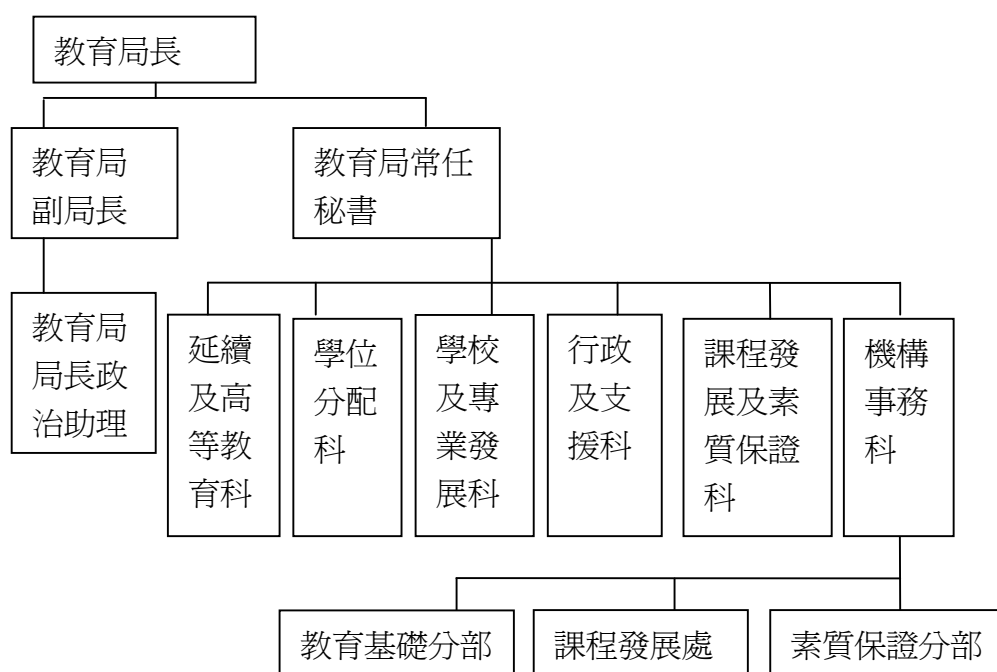 教育局長
教育局
副局長
教育局常任
秘書
教育局
局長政
治助理
延續
及高
等教
育科
學位
分配
科
學校
及專
業發
展科
行政
及支
援科
課程發
展及素
質保證
科
機構
事務
科
教育基礎分部
課程發展處
素質保證分部